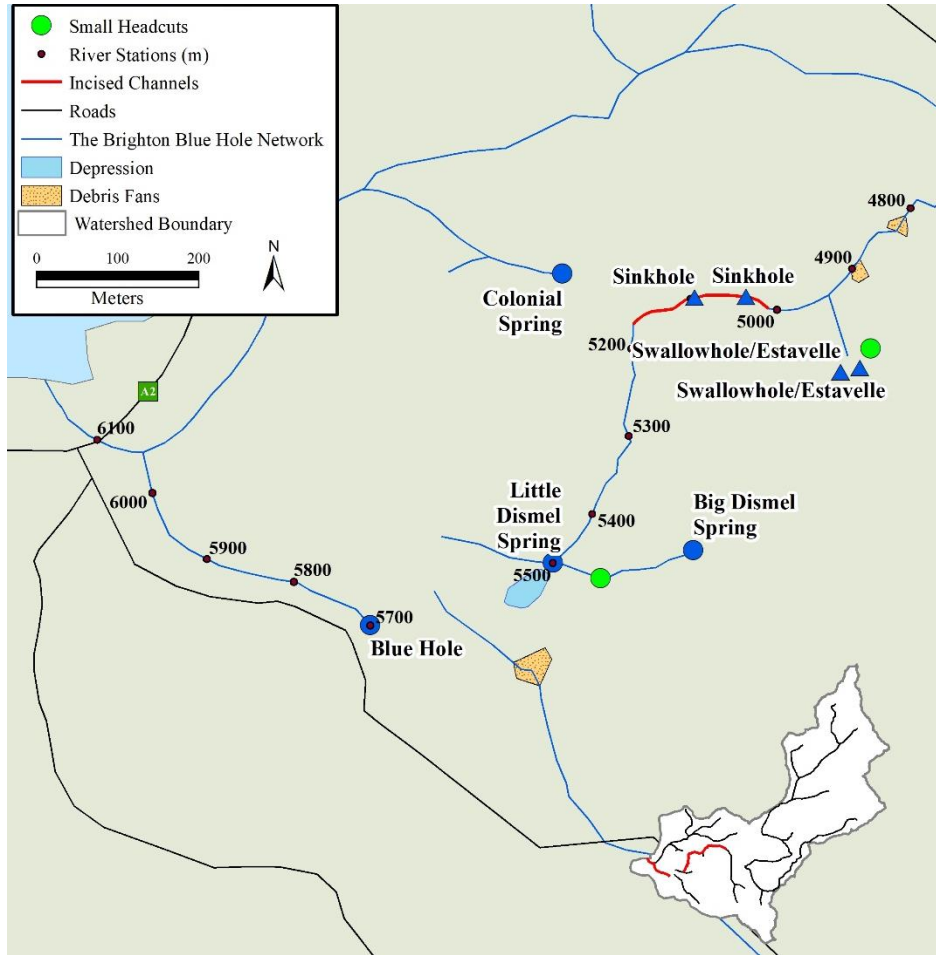 Small Headcuts
River Stations (m)
Incised Channels
Roads
The Brighton Blue Hole Network
Depression
Debris Fans
Watershed Boundary
N
0 100 200
Meters
4800
4900
Sinkhole Sinkhole
Colonial
Spring
5000
5200
Swallowhole/Estavelle
Swallowhole/Estavelle
A2
6100
5300
Little
Dismel
Spring
Big Dismel
Spring
6000
5400
5900
5500
5800
5700
Blue Hole